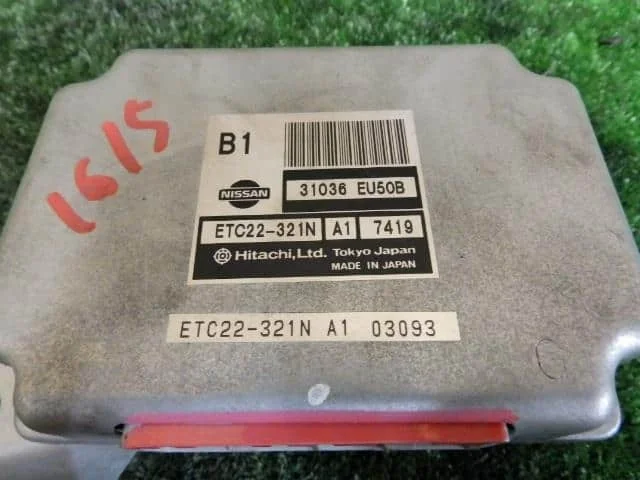 1615
B1
NISSAN
31036 EU50B
ETC22-321N A1 7419
Hitachi, Ltd. Tokyo Japan
MADE IN JAPAN
ETC22-321N A1 03093